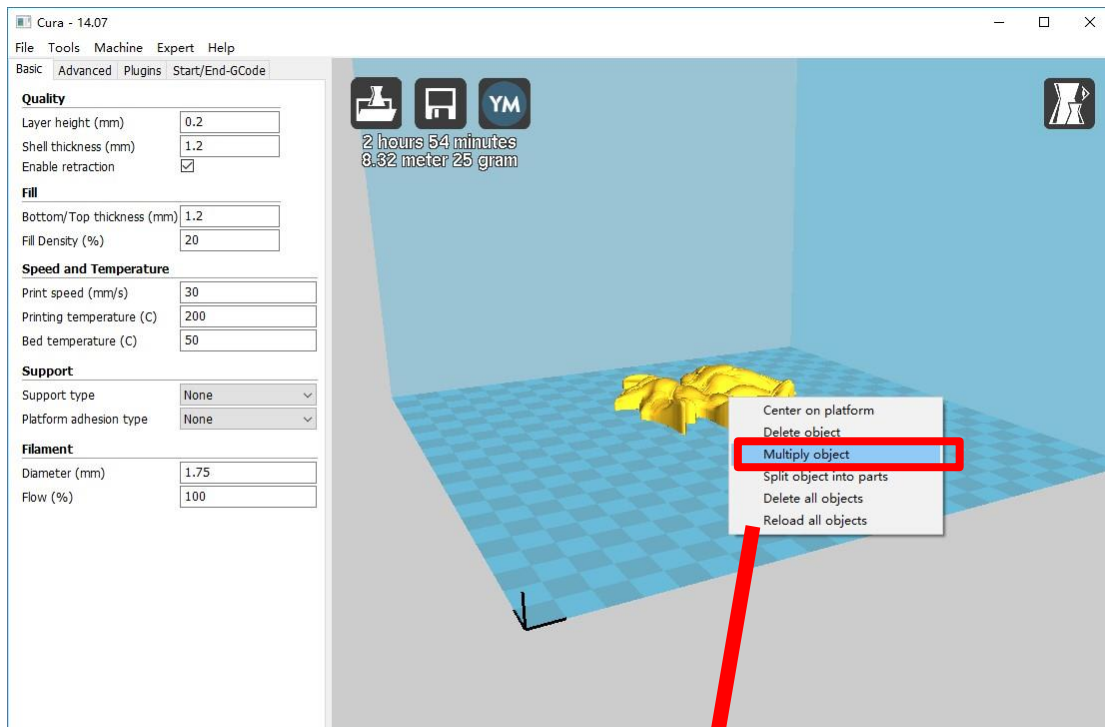 Cura - 14.07
File Tools Machine Expert Help
Basic Advanced Plugins Start/End-GCode
Quality
Layer height (mm) 0.2
Shell thickness (mm) 1.2
Enable retraction
Fill
Bottom/Top thickness (mm) 1.2
Fill Density (%) 20
Speed and Temperature
Print speed (mm/s) 30
Printing temperature (C) 200
Bed temperature (C) 50
Support
Support type None
Platform adhesion type None
Filament
Diameter (mm) 1.75
Flow (%) 100
YM
2 hours 54 minutes
8.32 meter 25 gram
Center on platform
Delete object
Multiply object
Split object into parts
Delete all objects
Reload all objects